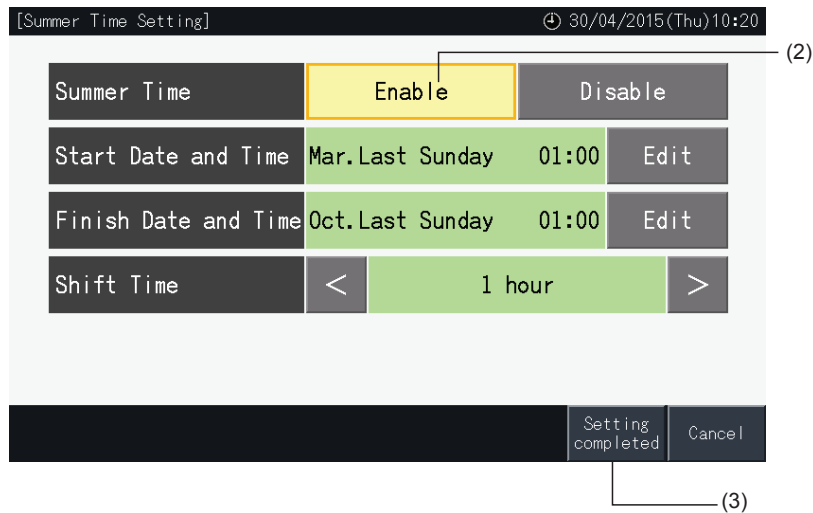 [Summer Time Setting] 30/04/2015(Thu)10:20
(2)
Summer Time Enable Disable
Start Date and Time Mar.Last Sunday 01:00 Edit
Finish Date and Time Oct.Last Sunday 01:00 Edit
Shift Time < 1 hour >
Setting completed Cancel
(3)